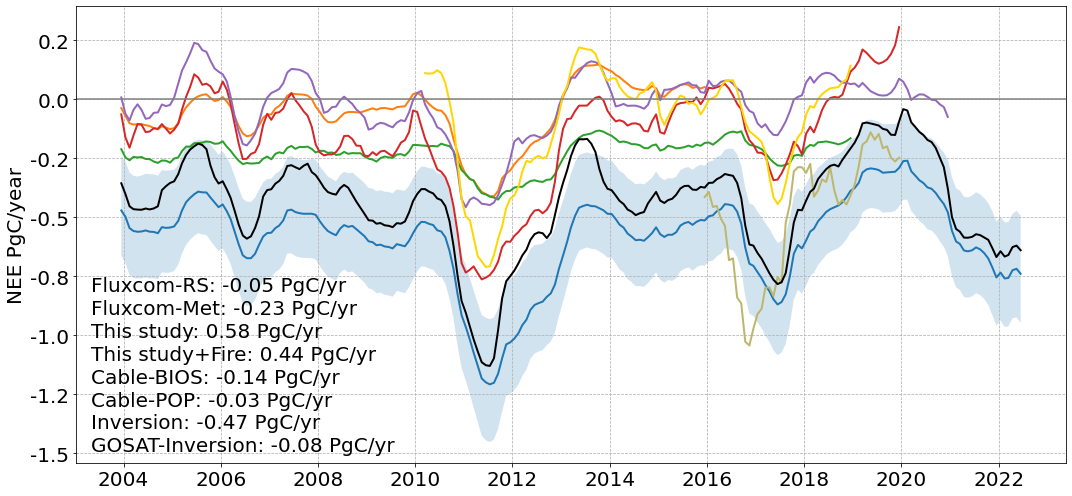 NEE PgC/year
0.2
0.0
-0.2
-0.5
-0.8
-1.0
-1.2
-1.5
Fluxcom-RS: -0.05 PgC/yr
Fluxcom-Met: -0.23 PgC/yr
This study: 0.58 PgC/yr
This study+Fire: 0.44 PgC/yr
Cable-BIOS: -0.14 PgC/yr
Cable-POP: -0.03 PgC/yr
Inversion: -0.47 PgC/yr
GOSAT-Inversion: -0.08 PgC/yr
2004 2006 2008 2010 2012 2014 2016 2018 2020 2022